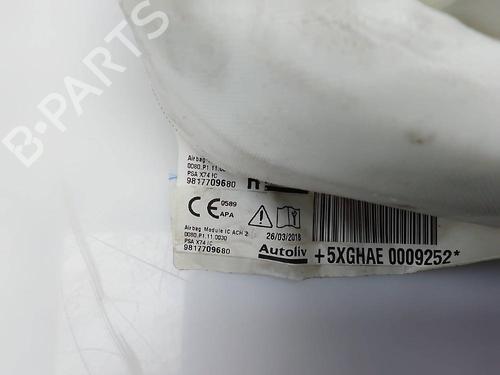 Airbag
0080.P1.11.00
PSA X74 IC
9817709680
CE 0589
APA
Airbag Module IC ACH 2
0080.P1.11.0030
PSA X74 IC
9817709680
26/03/2018
Autoliv
+5XGHAE 0009252*
B-PARTS